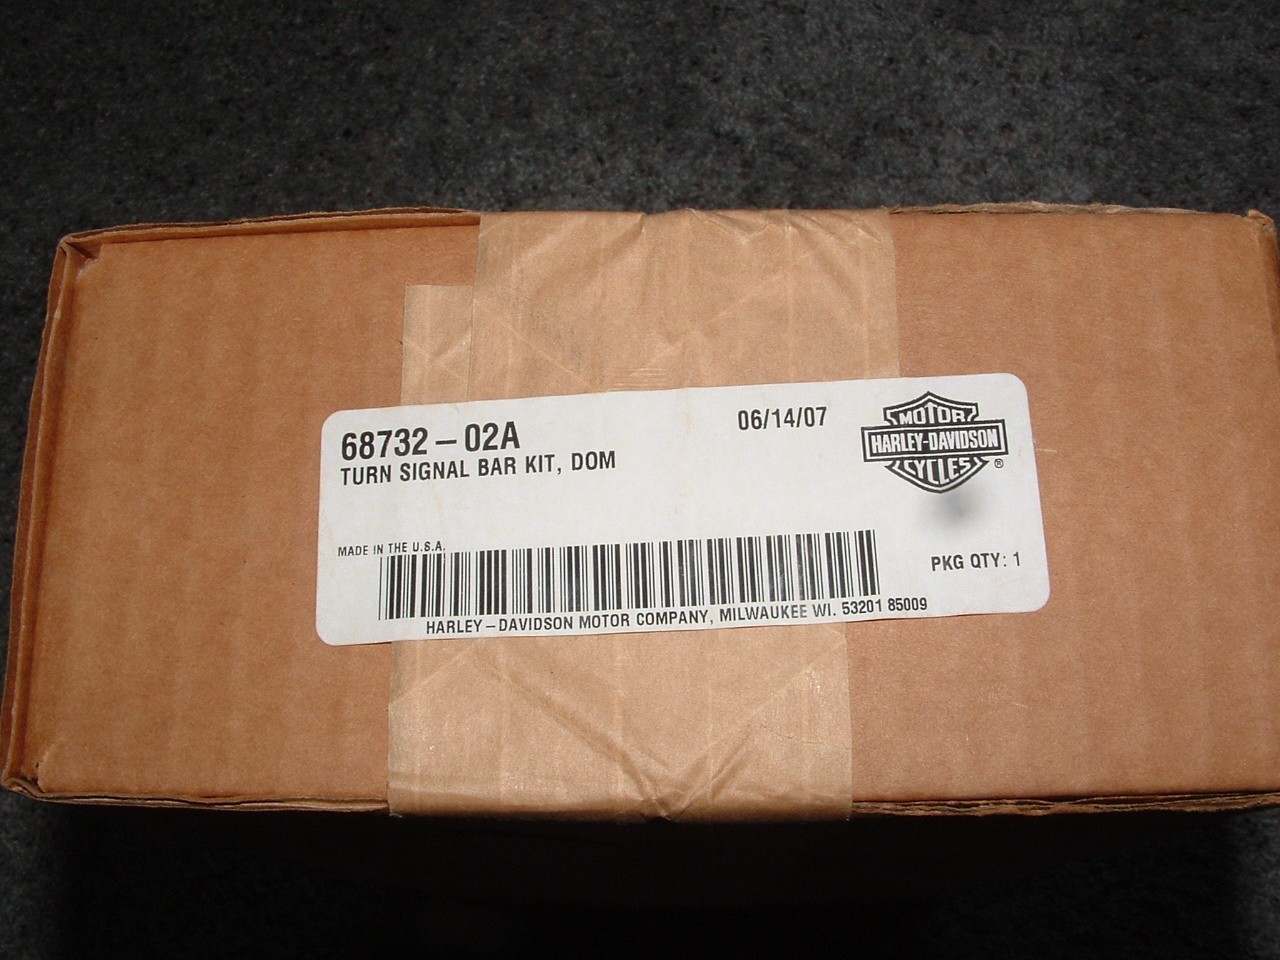 68732-02A
TURN SIGNAL BAR KIT, DOM
06/14/07
MOTOR
HARLEY-DAVIDSON
CYCLES®
MADE IN THE U.S.A.
PKG QTY: 1
HARLEY-DAVIDSON MOTOR COMPANY, MILWAUKEE WI. 53201 85009